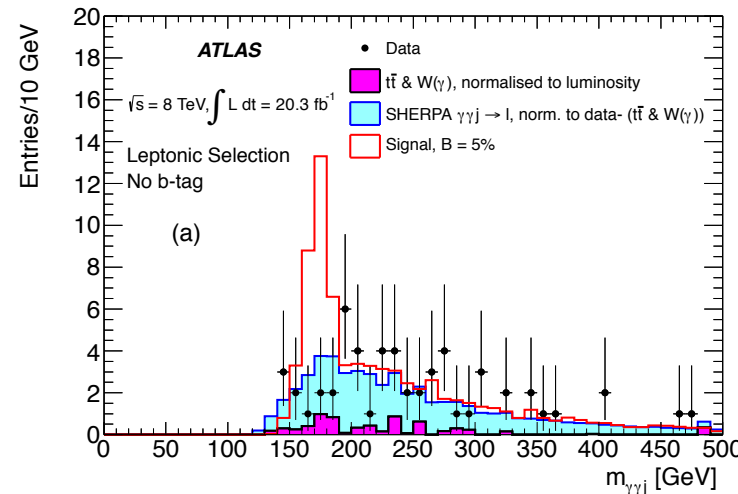 ATLAS
√s = 8 TeV, ∫ L dt = 20.3 fb⁻¹
Leptonic Selection
No b-tag
(a)
Data
tt̄ & W(γ), normalised to luminosity
SHERPA γγj → l, norm. to data- (tt̄ & W(γ))
Signal, B = 5%
Entries/10 GeV
20
18
16
14
12
10
8
6
4
2
0
0 50 100 150 200 250 300 350 400 450 500
m_γγj [GeV]